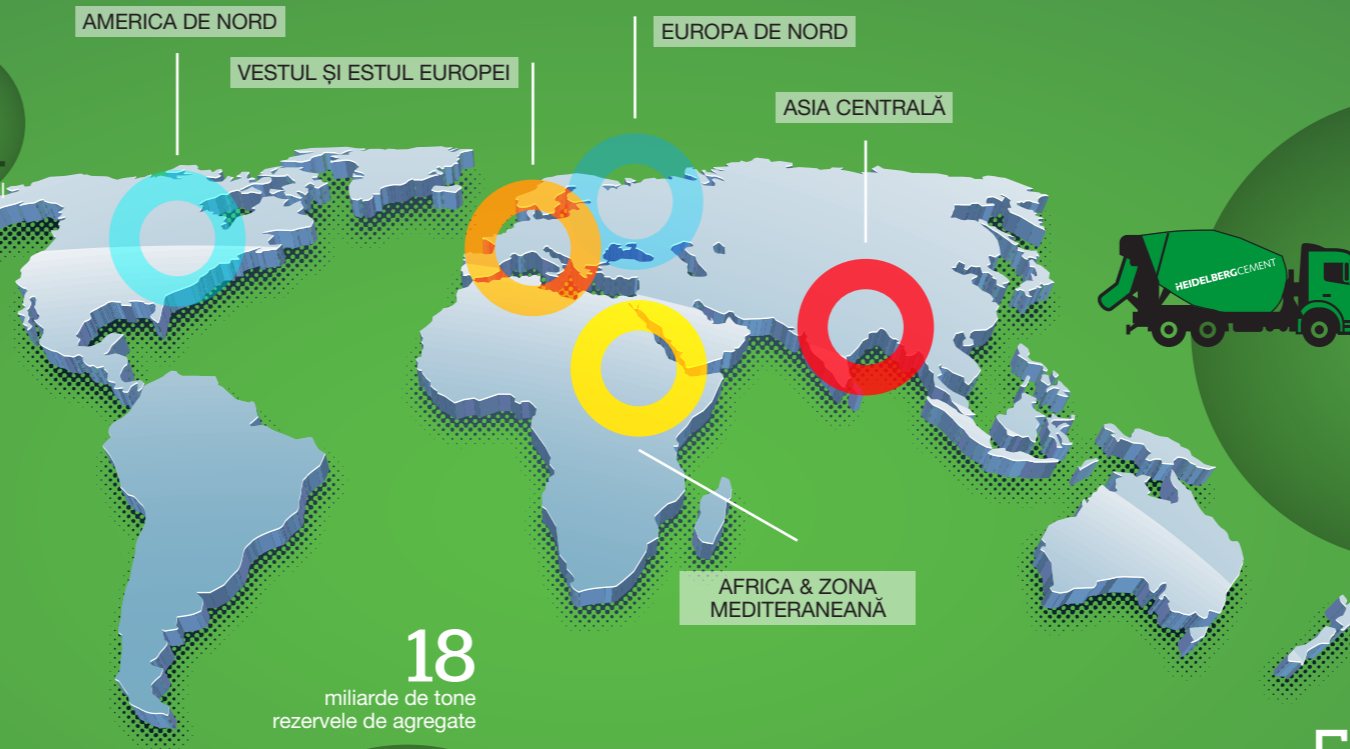 AMERICA DE NORD
EUROPA DE NORD
VESTUL ȘI ESTUL EUROPEI
ASIA CENTRALĂ
HEIDELBERGCEMENT
AFRICA & ZONA
MEDITERANEANĂ
18
miliarde de tone
rezervele de agregate